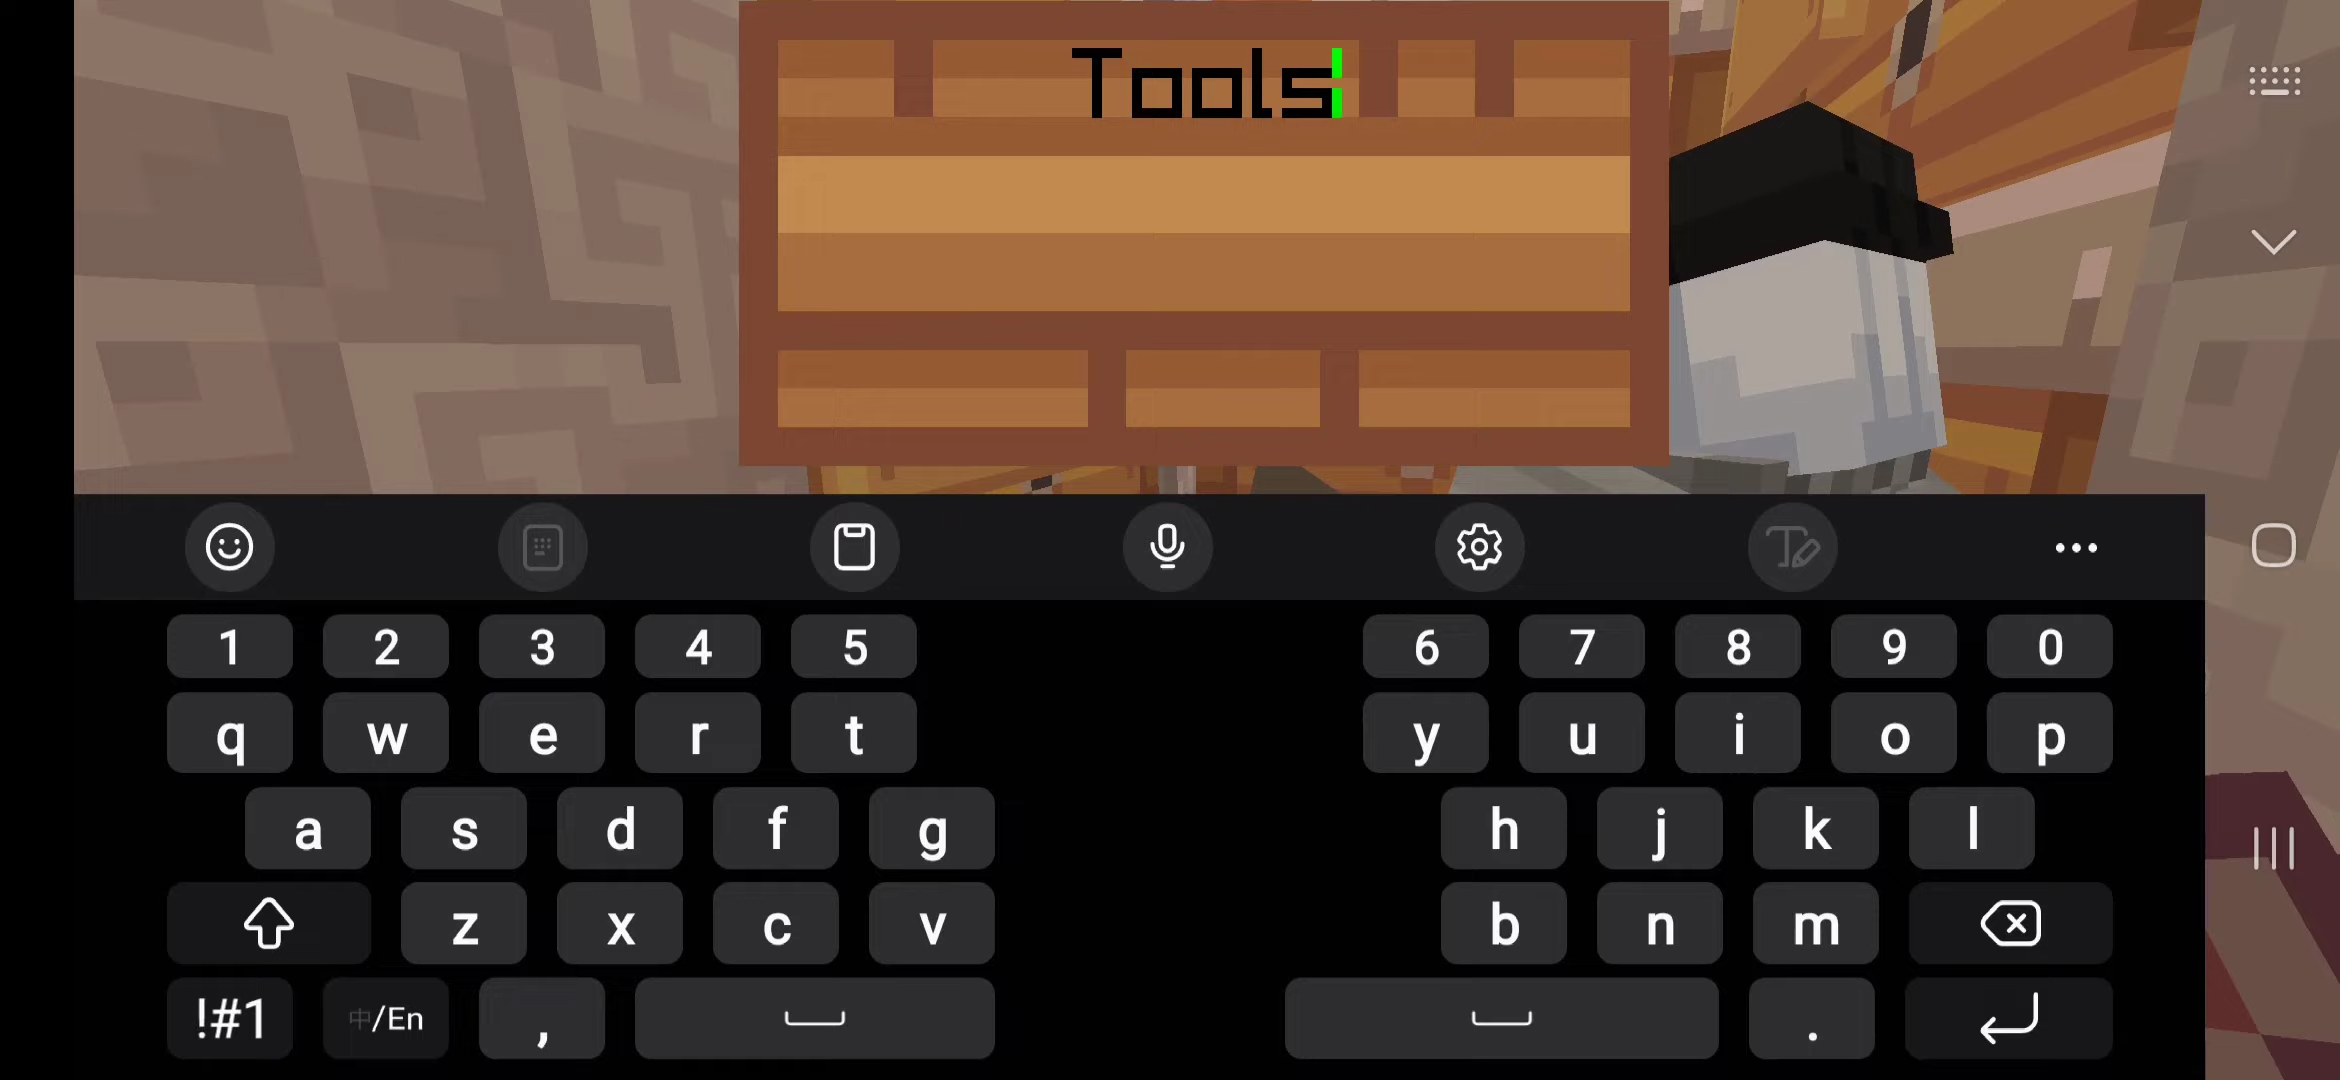 Tools
1 2 3 4 5 6 7 8 9 0
q w e r t y u i o p
a s d f g h j k l
z x c v b n m
!#1 中/En , .